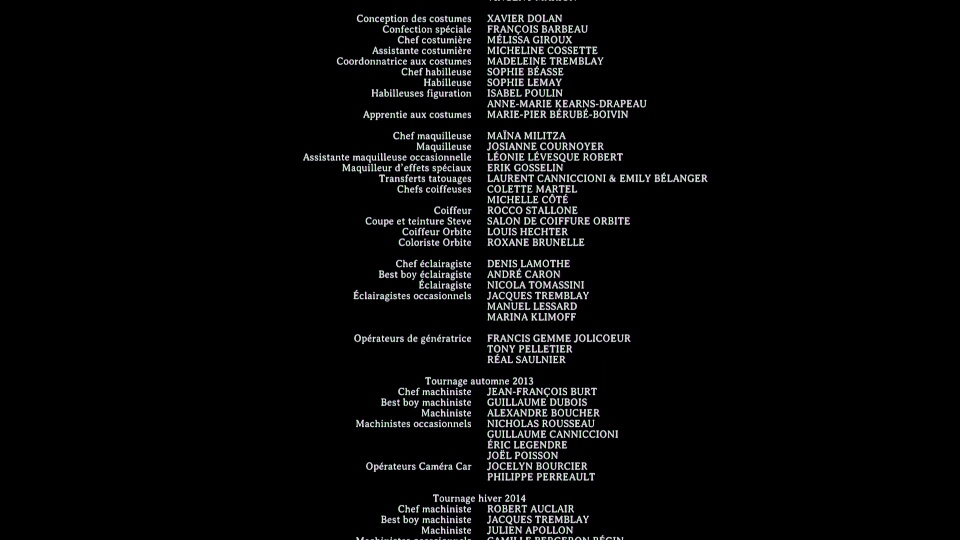 Conception des costumes XAVIER DOLAN
Confection spéciale FRANÇOIS BARBEAU
Chef costumière MÉLISSA GIROUX
Assistante costumière MICHELINE COSSETTE
Coordonnatrice aux costumes MADELEINE TREMBLAY
Chef habilleuse SOPHIE BÉASSE
Habilleuse SOPHIE LEMAY
Habilleuses figuration ISABEL POULIN
ANNE-MARIE KEARNS-DRAPEAU
Apprentie aux costumes MARIE-PIER BÉRUBÉ-BOIVIN
Chef maquilleuse MAÏNA MILITZA
Maquilleuse JOSIANNE COURNOYER
Assistante maquilleuse occasionnelle LÉONIE LÉVESQUE ROBERT
Maquilleur d'effets spéciaux ERIK GOSSELIN
Transferts tatouages LAURENT CANNICCIONI & EMILY BÉLANGER
Chefs coiffeuses COLETTE MARTEL
MICHELLE CÔTÉ
Coiffeur ROCCO STALLONE
Coupe et teinture Steve SALON DE COIFFURE ORBITE
Coiffeur Orbite LOUIS HECHTER
Coloriste Orbite ROXANE BRUNELLE
Chef éclairagiste DENIS LAMOTHE
Best boy éclairagiste ANDRÉ CARON
Éclairagiste NICOLA TOMASSINI
Éclairagistes occasionnels JACQUES TREMBLAY
MANUEL LESSARD
MARINA KLIMOFF
Opérateurs de génératrice FRANCIS GEMME JOLICOEUR
TONY PELLETIER
RÉAL SAULNIER
Tournage automne 2013
Chef machiniste JEAN-FRANÇOIS BURT
Best boy machiniste GUILLAUME DUBOIS
Machiniste ALEXANDRE BOUCHER
Machinistes occasionnels NICHOLAS ROUSSEAU
GUILLAUME CANNICCIONI
ÉRIC LEGENDRE
JOËL POISSON
Opérateurs Caméra Car JOCELYN BOURCIER
PHILIPPE PERREAULT
Tournage hiver 2014
Chef machiniste ROBERT AUCLAIR
Best boy machiniste JACQUES TREMBLAY
Machiniste JULIEN APOLLON